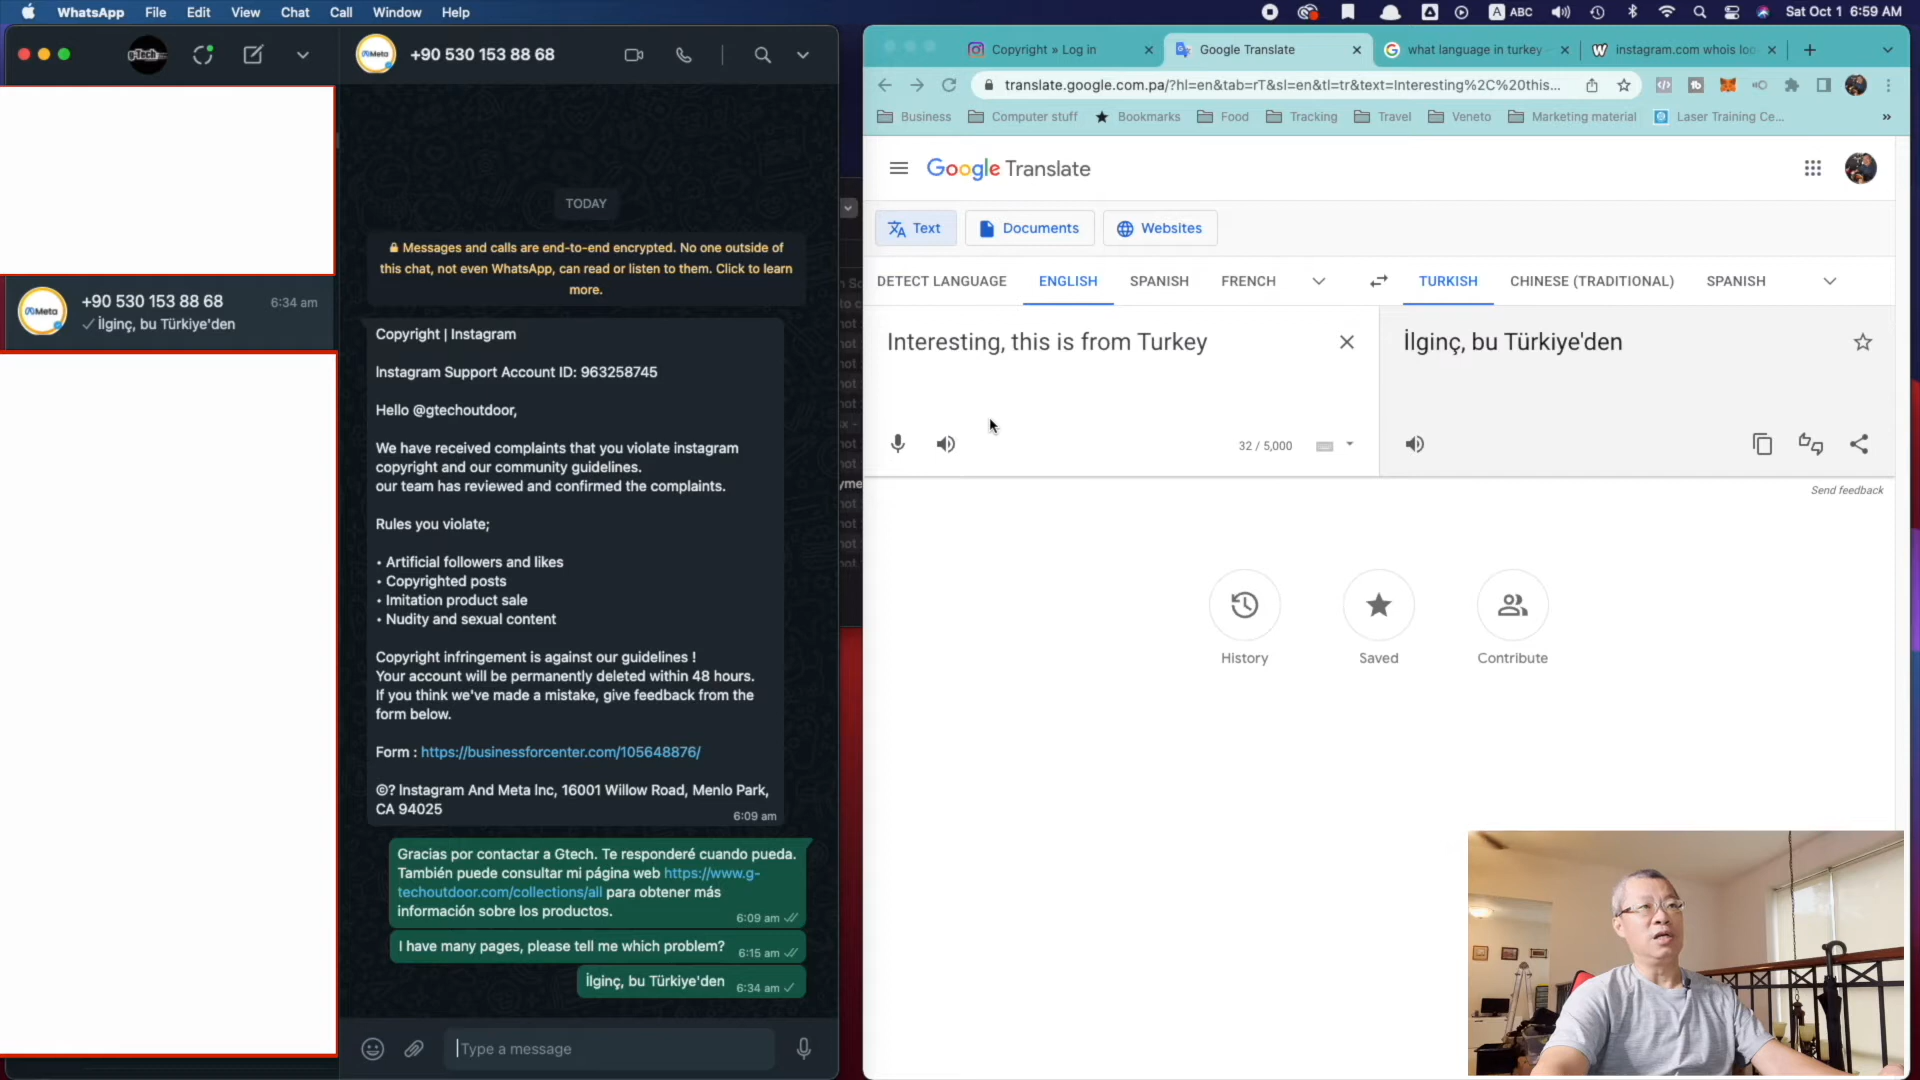 WhatsApp File Edit View Chat Call Window Help
ABC
Sat Oct 1 6:59 AM
g-Tech
Meta
+90 530 153 88 68
Meta
+90 530 153 88 68
6:34 am
İlginç, bu Türkiye'den
TODAY
Messages and calls are end-to-end encrypted. No one outside of
this chat, not even WhatsApp, can read or listen to them. Click to learn
more.
Copyright | Instagram
Instagram Support Account ID: 963258745
Hello @gtechoutdoor,
We have received complaints that you violate instagram
copyright and our community guidelines.
our team has reviewed and confirmed the complaints.
Rules you violate;
• Artificial followers and likes
• Copyrighted posts
• Imitation product sale
• Nudity and sexual content
Copyright infringement is against our guidelines !
Your account will be permanently deleted within 48 hours.
If you think we've made a mistake, give feedback from the
form below.
Form : https://businessforcenter.com/105648876/
©? Instagram And Meta Inc, 16001 Willow Road, Menlo Park,
CA 94025
6:09 am
Gracias por contactar a Gtech. Te responderé cuando pueda.
También puede consultar mi página web https://www.g-
techoutdoor.com/collections/all para obtener más
información sobre los productos.
6:09 am
I have many pages, please tell me which problem?
6:15 am
İlginç, bu Türkiye'den
6:34 am
Type a message
Copyright » Log in
Google Translate
what language in turkey
instagram.com whois loo
translate.google.com.pa/?hl=en&tab=rT&sl=en&tl=tr&text=Interesting%2C%20this...
Business
Computer stuff
Bookmarks
Food
Tracking
Travel
Veneto
Marketing material
Laser Training Ce...
»
Google Translate
Text
Documents
Websites
DETECT LANGUAGE
ENGLISH
SPANISH
FRENCH
TURKISH
CHINESE (TRADITIONAL)
SPANISH
Interesting, this is from Turkey
İlginç, bu Türkiye'den
32 / 5,000
Send feedback
History
Saved
Contribute